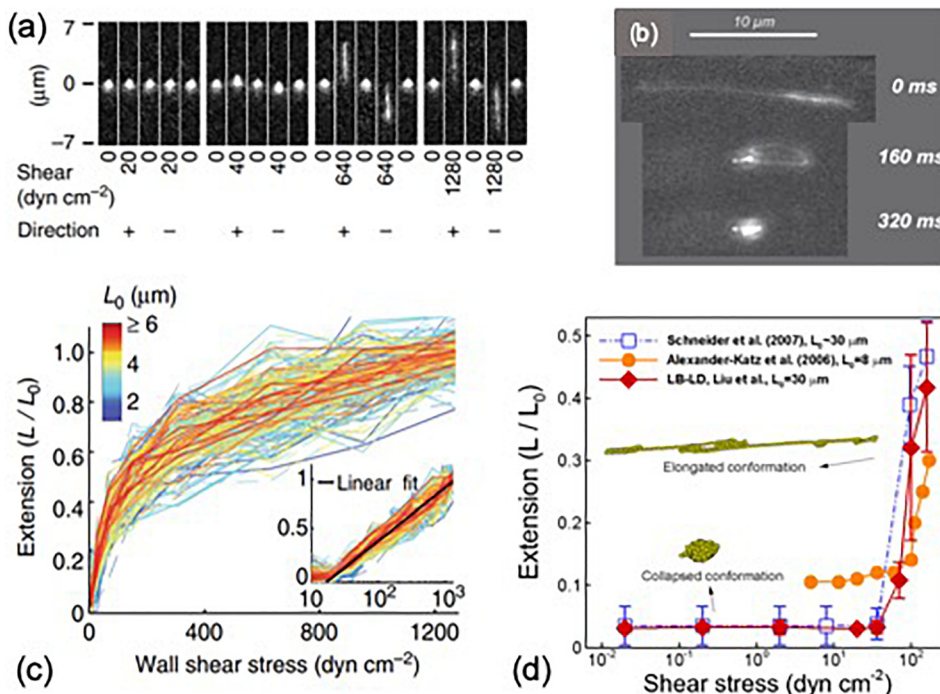 (a)
7
0
−7
(μm)
0 20 0 20 0
0 40 0 40 0
0 640 0 640 0
0 1280 0 1280 0
Shear
(dyn cm⁻²)
Direction + − + − + − + −
(b)
10 μm
0 ms
160 ms
320 ms
(c)
L₀ (μm)
≥ 6
4
2
Extension (L / L₀)
1.0
0.8
0.6
0.4
0.2
0
0 400 800 1200
Wall shear stress (dyn cm⁻²)
Linear fit
1
0.5
0
10 10² 10³
(d)
Extension (L / L₀)
0.5
0.4
0.3
0.2
0.1
0
Schneider et al. (2007), L₀~30 μm
Alexander-Katz et al. (2006), L₀=8 μm
LB-LD, Liu et al., L₀=30 μm
Elongated conformation
Collapsed conformation
10⁻² 10⁻¹ 10⁰ 10¹ 10²
Shear stress (dyn cm⁻²)